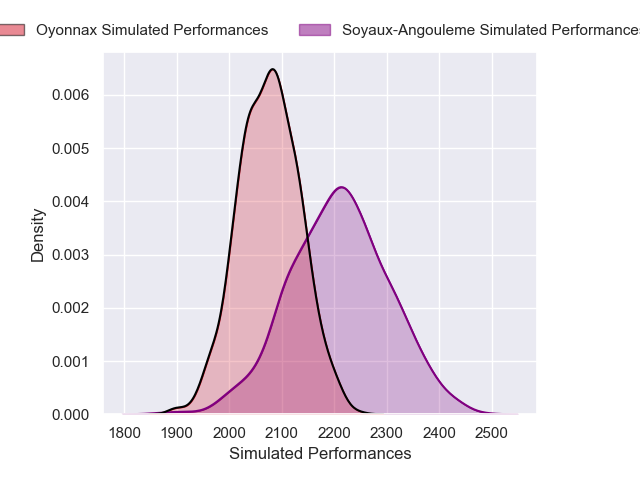 Oyonnax Simulated Performances
Soyaux-Angouleme Simulated Performances
0.006
0.005
0.004
0.003
0.002
0.001
0.000
Density
1800 1900 2000 2100 2200 2300 2400 2500
Simulated Performances